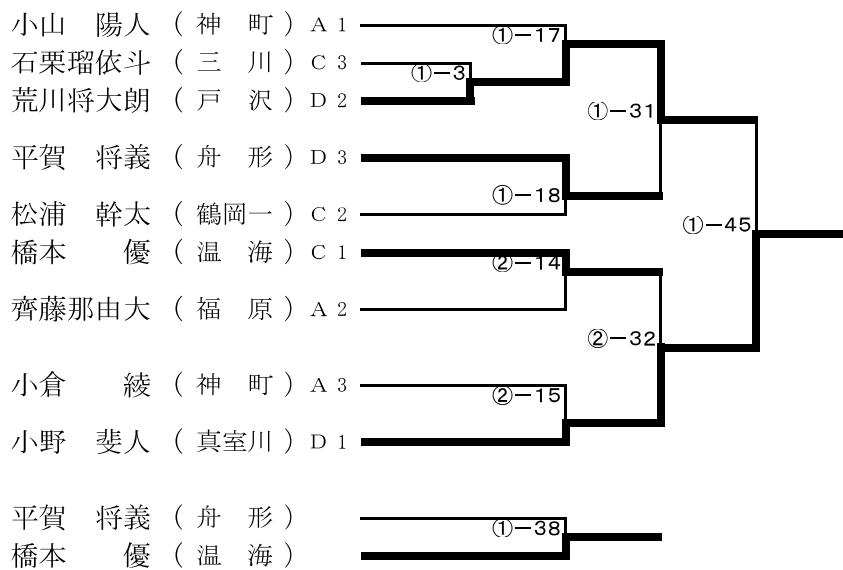 小山 陽人 ( 神 町 ) A 1
①－17
石栗瑠依斗 ( 三 川 ) C 3
①－3
荒川将大朗 ( 戸 沢 ) D 2
①－31
平賀 将義 ( 舟 形 ) D 3
①－18
松浦 幹太 ( 鶴岡一 ) C 2
①－45
橋本 優 ( 温 海 ) C 1
②－14
齊藤那由大 ( 福 原 ) A 2
②－32
小倉 綾 ( 神 町 ) A 3
②－15
小野 斐人 ( 真室川 ) D 1
平賀 将義 ( 舟 形 )
①－38
橋本 優 ( 温 海 )